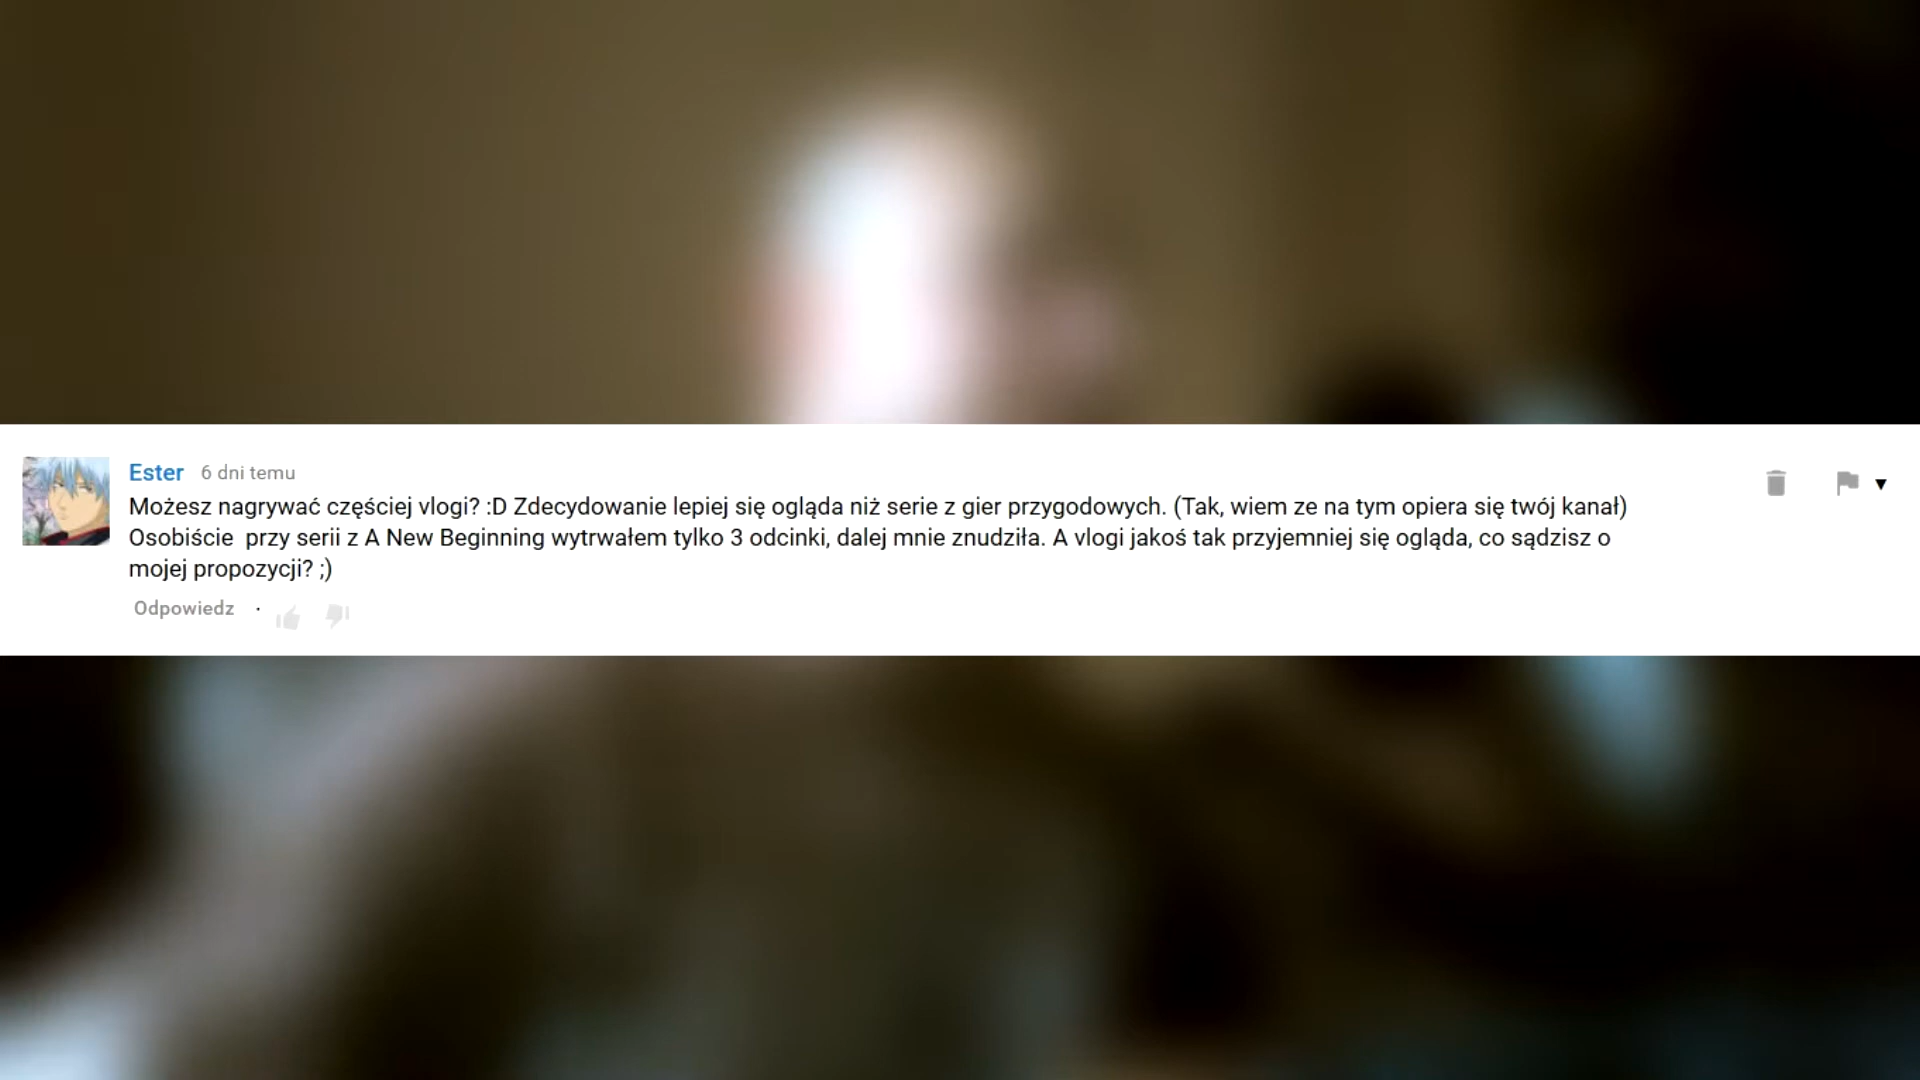 Ester 6 dni temu
Możesz nagrywać częściej vlogi? :D Zdecydowanie lepiej się ogląda niż serie z gier przygodowych. (Tak, wiem ze na tym opiera się twój kanał)
Osobiście  przy serii z A New Beginning wytrwałem tylko 3 odcinki, dalej mnie znudziła. A vlogi jakoś tak przyjemniej się ogląda, co sądzisz o
mojej propozycji? ;)
Odpowiedz ·